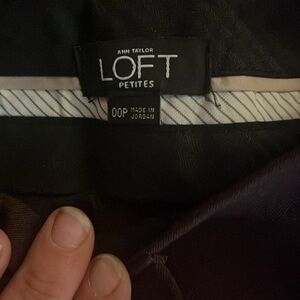 ANN TAYLOR
LOFT
PETITES
00P MADE IN
JORDAN